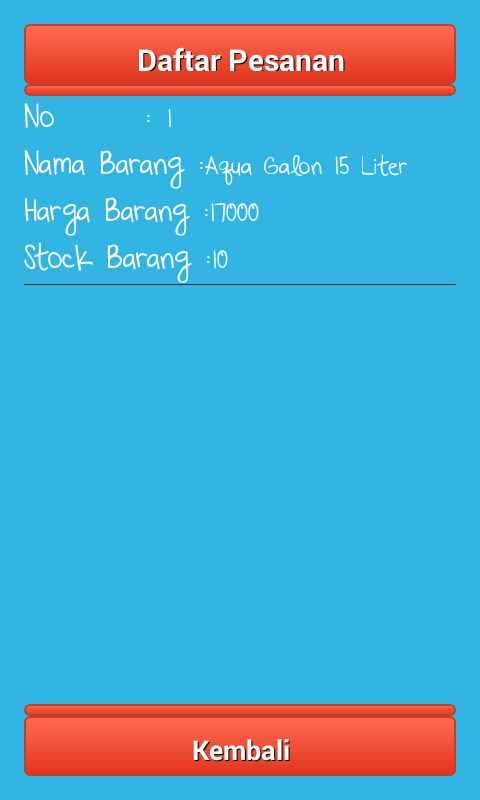 Daftar Pesanan
No : 1
Nama Barang :Aqua Galon 15 Liter
Harga Barang :17000
Stock Barang :10
Kembali